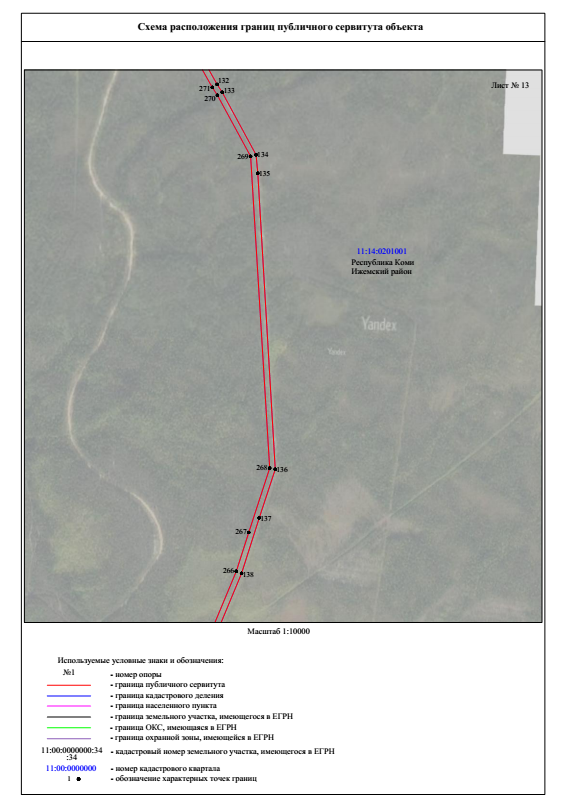 Схема расположения границ публичного сервитута объекта
Лист № 13
132
271
133
270
269
134
135
11:14:0201001
Республика Коми
Ижемский район
Yandex
Yandex
268
136
137
267
266
138
Масштаб 1:10000
Используемые условные знаки и обозначения:
№1 - номер опоры
- граница публичного сервитута
- граница кадастрового деления
- граница населенного пункта
- граница земельного участка, имеющегося в ЕГРН
- граница ОКС, имеющаяся в ЕГРН
- граница охранной зоны, имеющейся в ЕГРН
11:00:0000000:34 - кадастровый номер земельного участка, имеющегося в ЕГРН
:34
11:00:0000000 - номер кадастрового квартала
1 - обозначение характерных точек границ